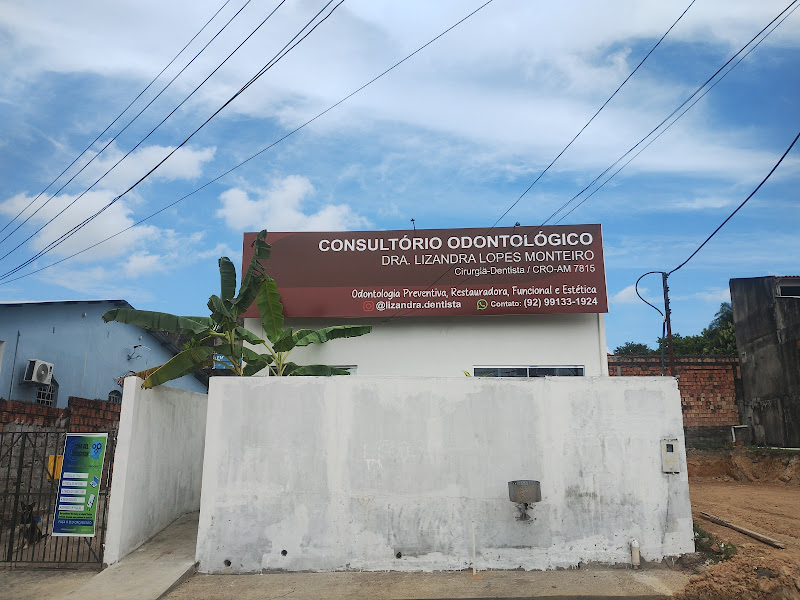 CONSULTÓRIO ODONTOLÓGICO
DRA. LIZANDRA LOPES MONTEIRO
Cirurgiã-Dentista / CRO-AM 7815
Odontologia Preventiva, Restauradora, Funcional e Estética
@lizandra.dentista Contato: (92) 99133-1924